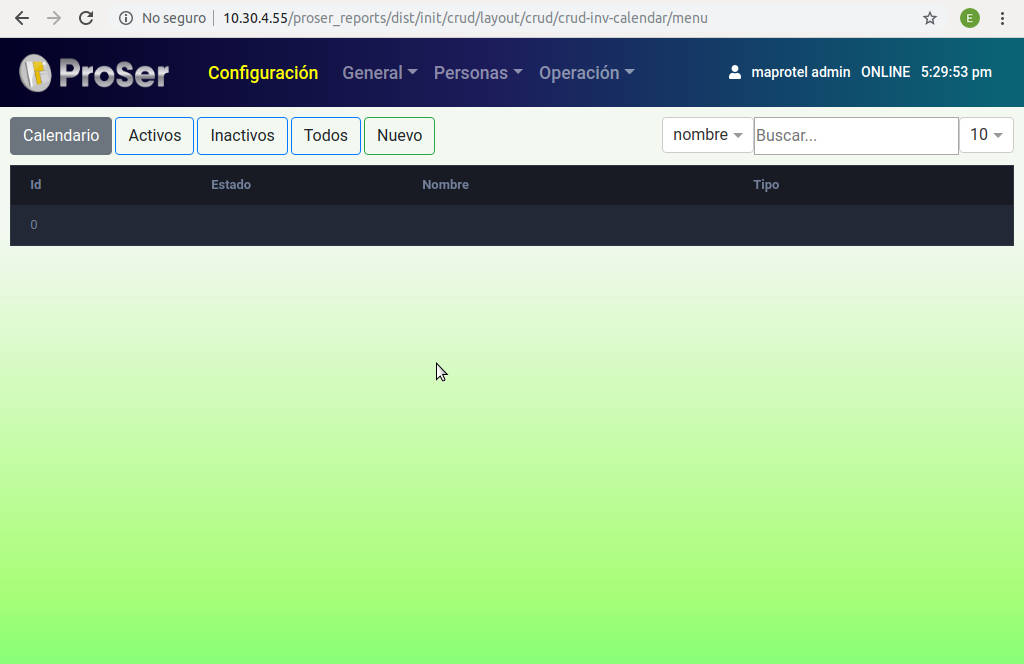 No seguro 10.30.4.55/proser_reports/dist/init/crud/layout/crud/crud-inv-calendar/menu E
ProSer Configuración General Personas Operación maprotel admin ONLINE 5:29:53 pm
Calendario Activos Inactivos Todos Nuevo nombre Buscar... 10
Id Estado Nombre Tipo
0